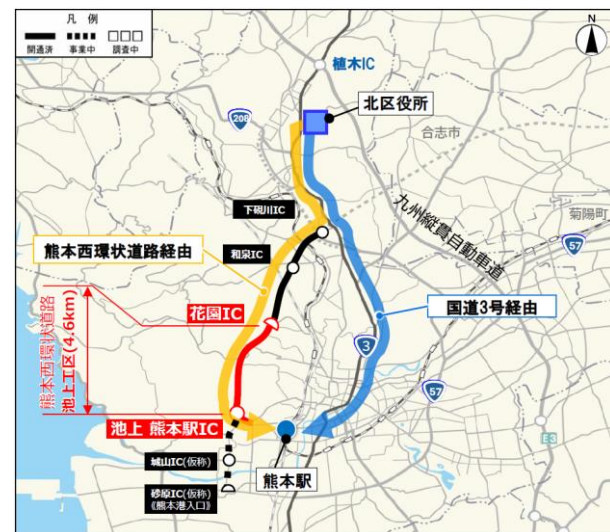 凡 例
開通済 事業中 調査中
N
植木IC
北区役所
208
合志市
下硯川IC
九州縦貫自動車道
菊陽町
57
熊本西環状道路経由
和泉IC
花園IC
国道3号経由
3
熊本西環状道路
池上工区(4.6km)
57
池上 熊本駅IC
城山IC(仮称)
熊本駅
E3
砂原IC(仮称)
《熊本港入口》